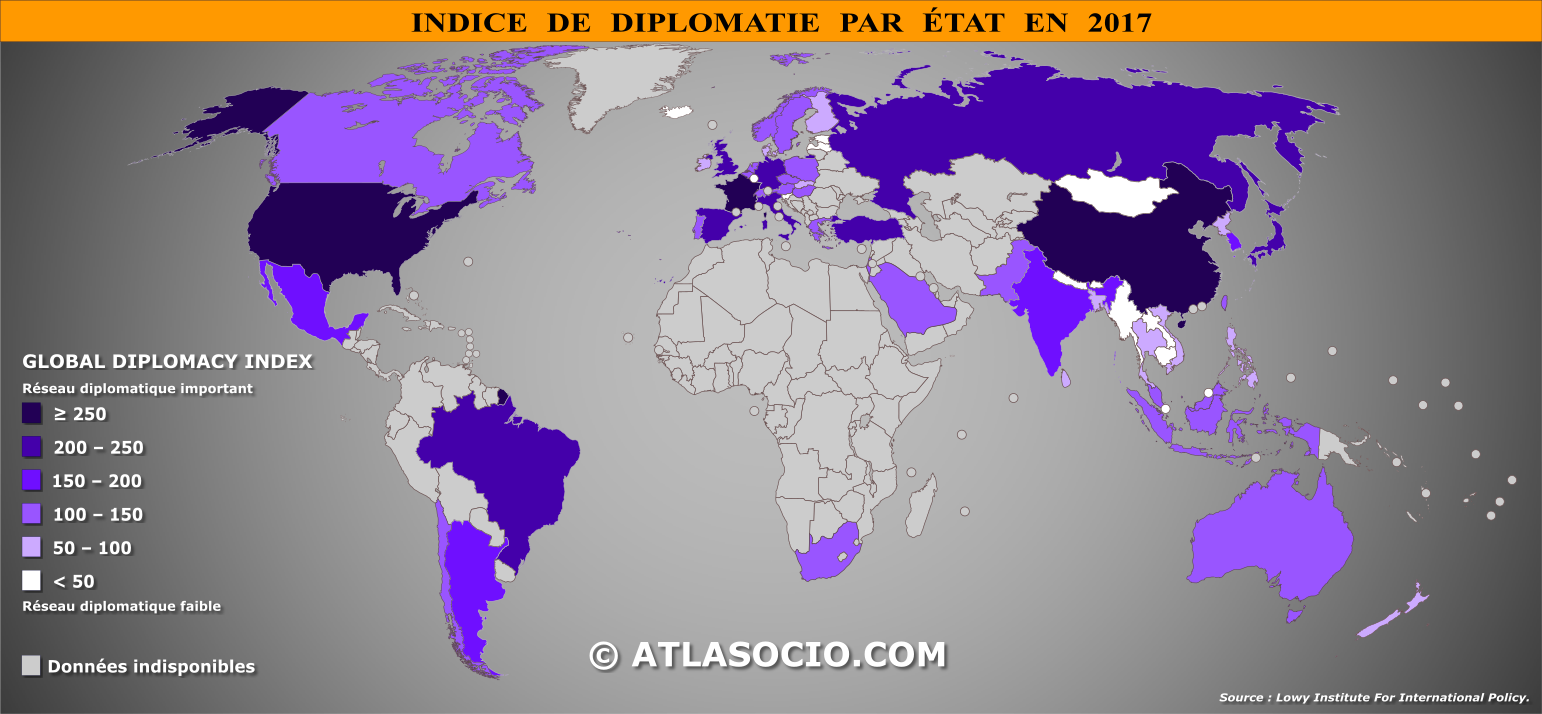 INDICE DE DIPLOMATIE PAR ÉTAT EN 2017
GLOBAL DIPLOMACY INDEX
Réseau diplomatique important
≥ 250
200 – 250
150 – 200
100 – 150
50 – 100
< 50
Réseau diplomatique faible
Données indisponibles
© ATLASOCIO.COM
Source : Lowy Institute For International Policy.